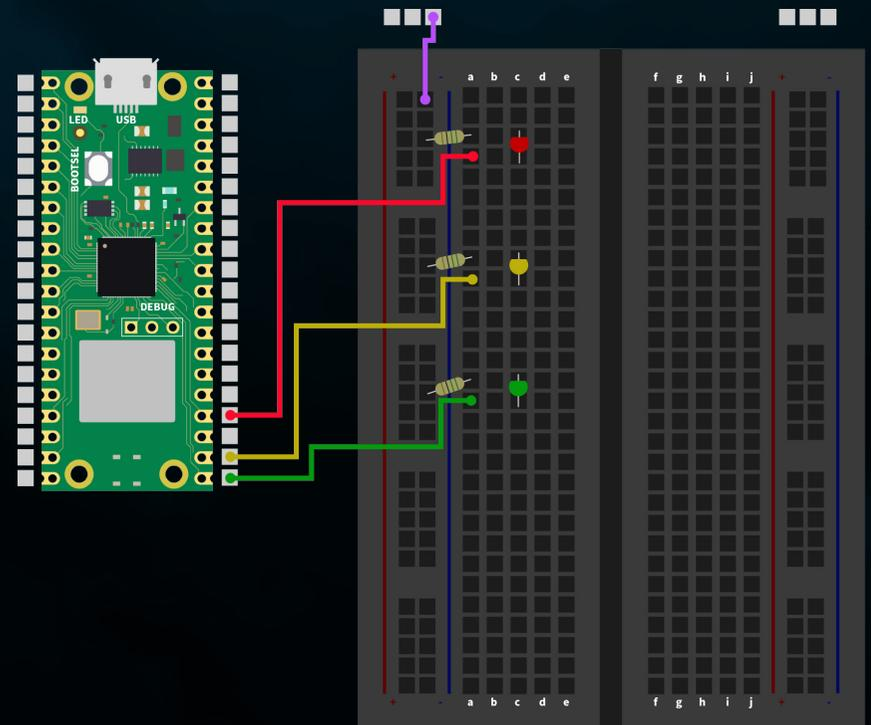 + - a b c d e f g h i j + -
LED USB
BOOTSEL
DEBUG
+ - a b c d e f g h i j + -